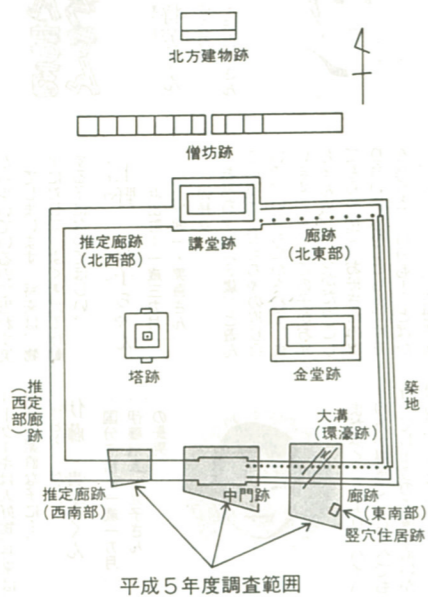 北方建物跡
僧坊跡
推定廊跡
(北西部)
講堂跡
廊跡
(北東部)
塔跡
金堂跡
推定廊跡
(西部)
築地
大溝
(環濠跡)
推定廊跡
(西南部)
中門跡
廊跡
(東南部)
竪穴住居跡
平成5年度調査範囲